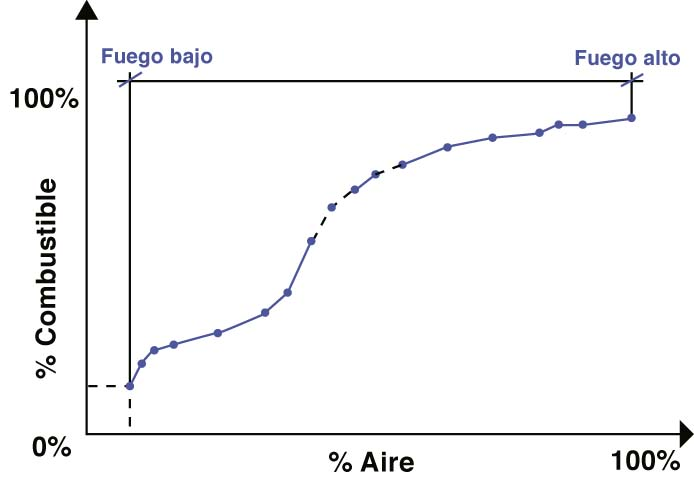 Fuego bajo
Fuego alto
100%
% Combustible
0%
% Aire
100%